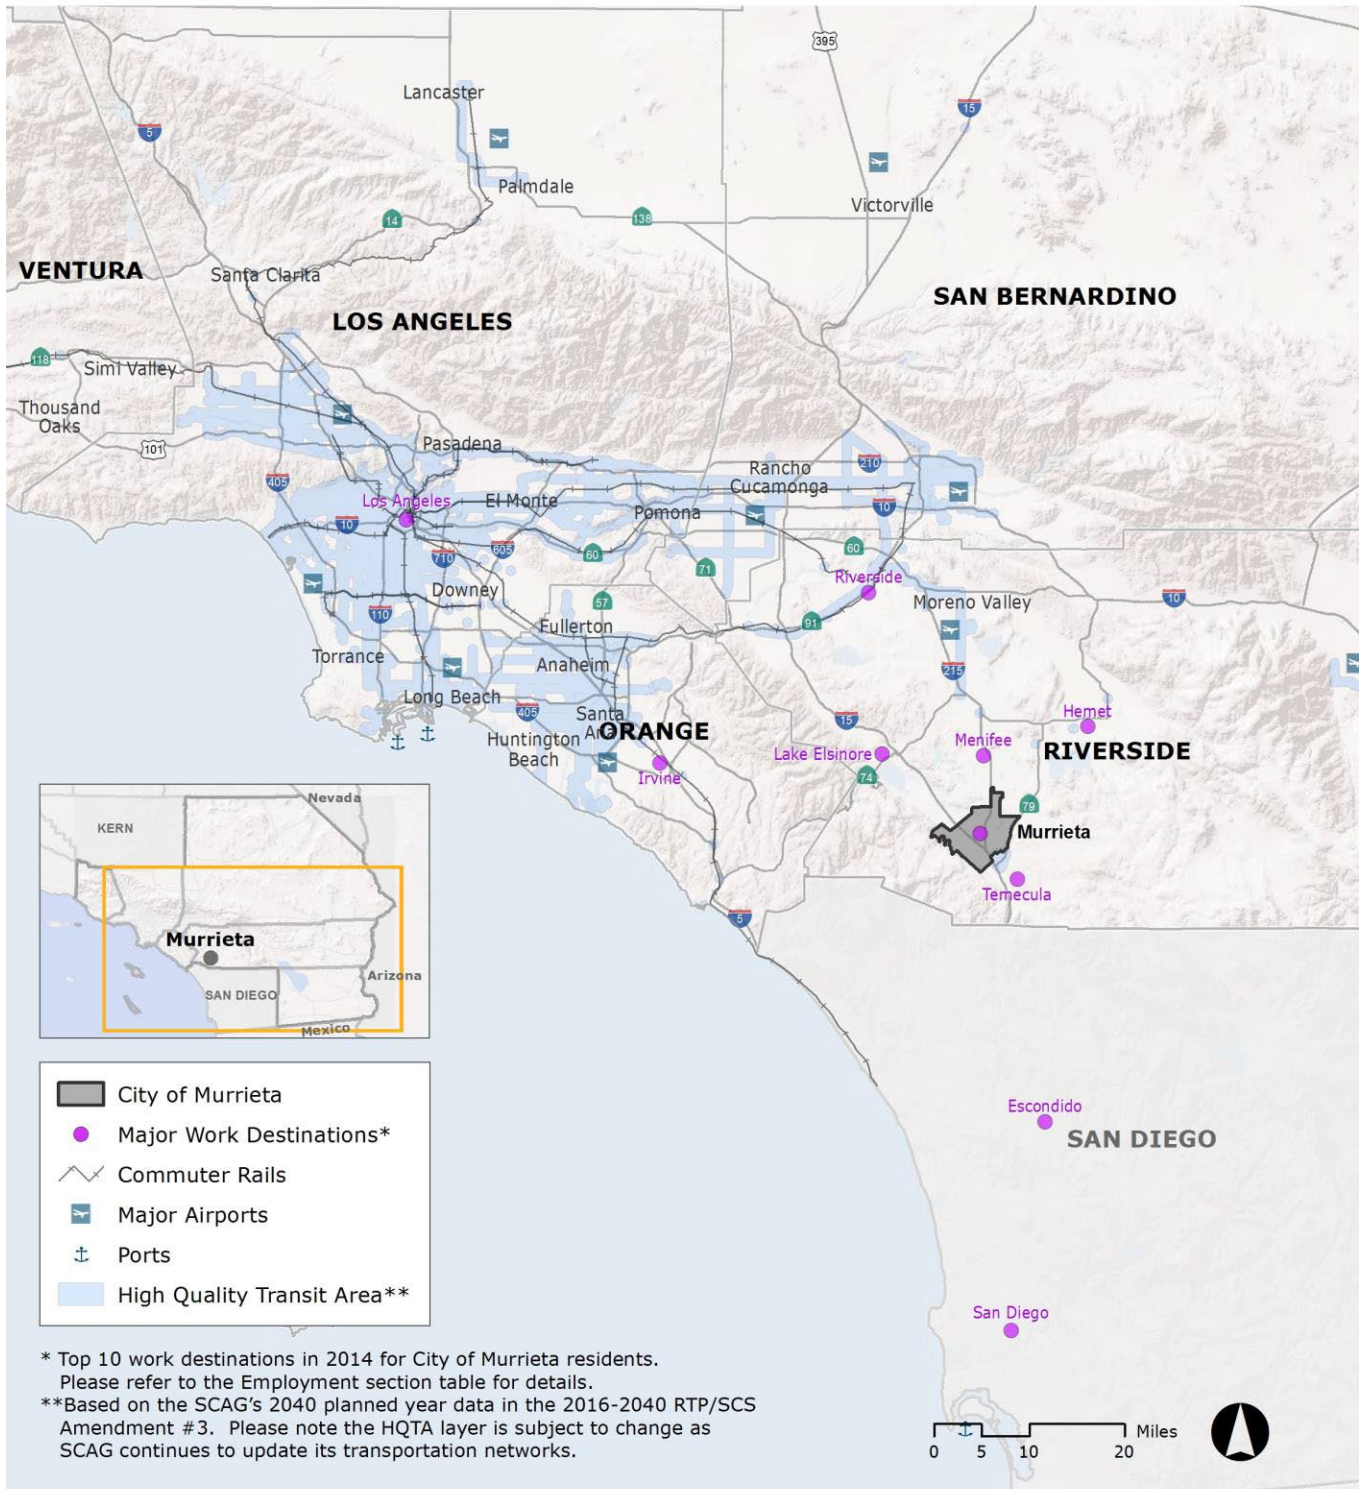 395
Lancaster
15
5
Palmdale
Victorville
14
138
VENTURA
Santa Clarita
SAN BERNARDINO
LOS ANGELES
118
Simi Valley
Thousand
Oaks
101
Pasadena
405
210
Rancho
Cucamonga
Los Angeles
El Monte
10
Pomona
10
710
605
60
60
71
Riverside
Downey
57
Moreno Valley
10
110
91
Fullerton
Torrance
Anaheim
215
Long Beach
405
Santa
Ana
ORANGE
15
Hemet
Huntington
Beach
Irvine
Lake Elsinore
Menifee
RIVERSIDE
74
79
Murrieta
Temecula
5
Nevada
KERN
Murrieta
Arizona
SAN DIEGO
Mexico
City of Murrieta
Major Work Destinations*
Commuter Rails
Major Airports
Ports
High Quality Transit Area**
Escondido
SAN DIEGO
San Diego
* Top 10 work destinations in 2014 for City of Murrieta residents.
Please refer to the Employment section table for details.
**Based on the SCAG's 2040 planned year data in the 2016-2040 RTP/SCS
Amendment #3. Please note the HQTA layer is subject to change as
SCAG continues to update its transportation networks.
Miles
0 5 10 20